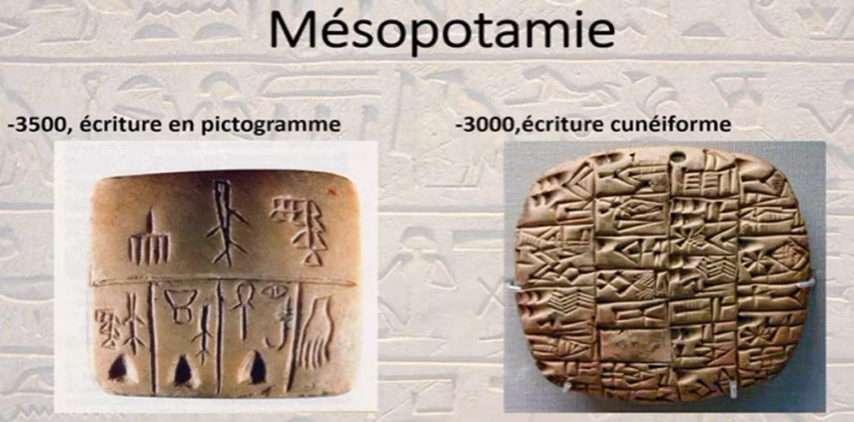 Mésopotamie
-3500, écriture en pictogramme
-3000,écriture cunéiforme